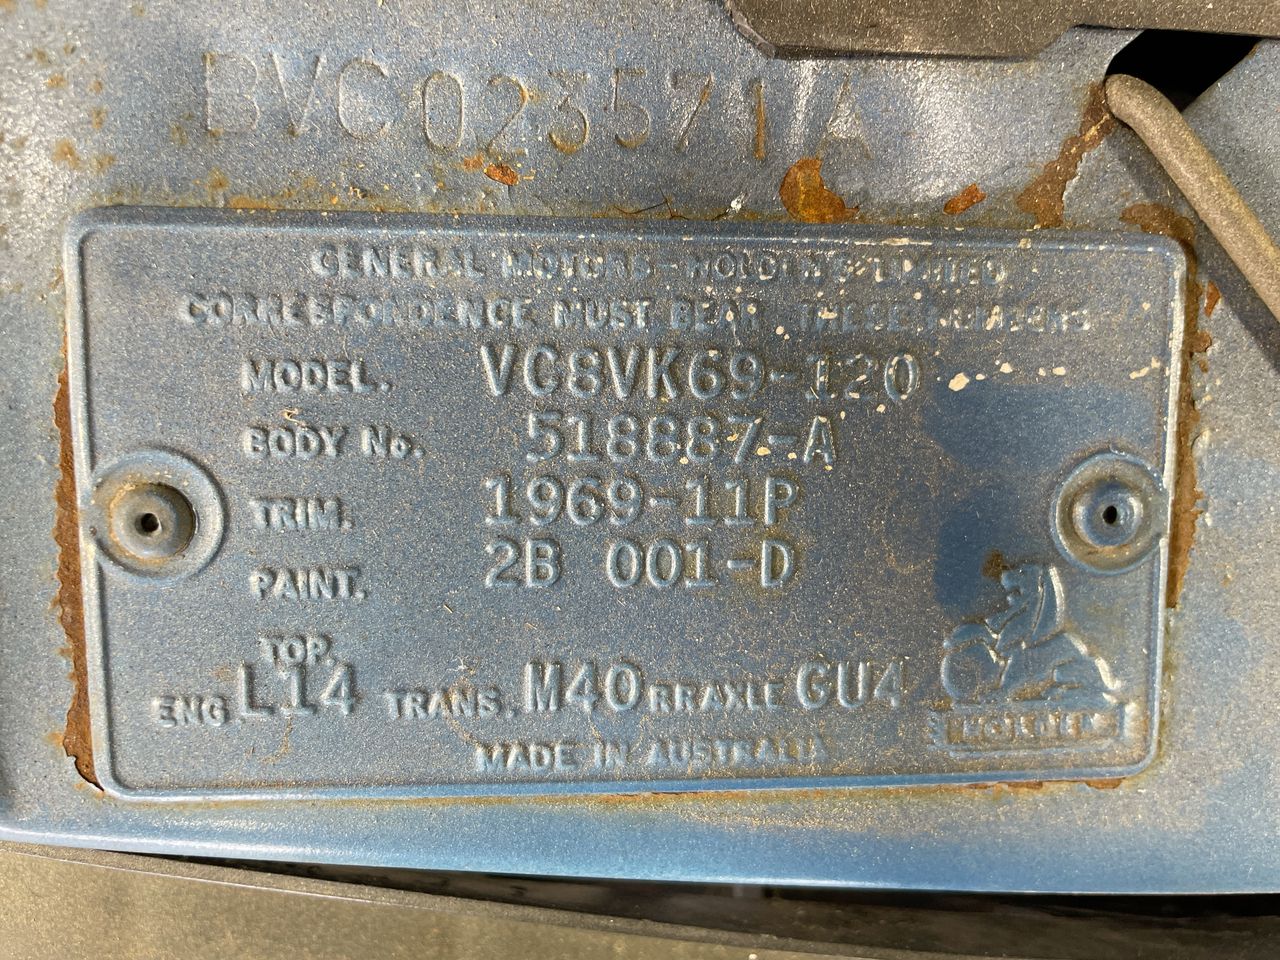 BVC023571A
GENERAL MOTORS-HOLDEN'S LIMITED
CORRESPONDENCE MUST BEAR THESE NUMBERS
MODEL. VC8VK69-120
BODY No. 518887-A
TRIM. 1969-11P
PAINT. 2B 001-D
TOP.
ENG L14 TRANS. M40 RRAXLE GU4
HOLDEN
MADE IN AUSTRALIA